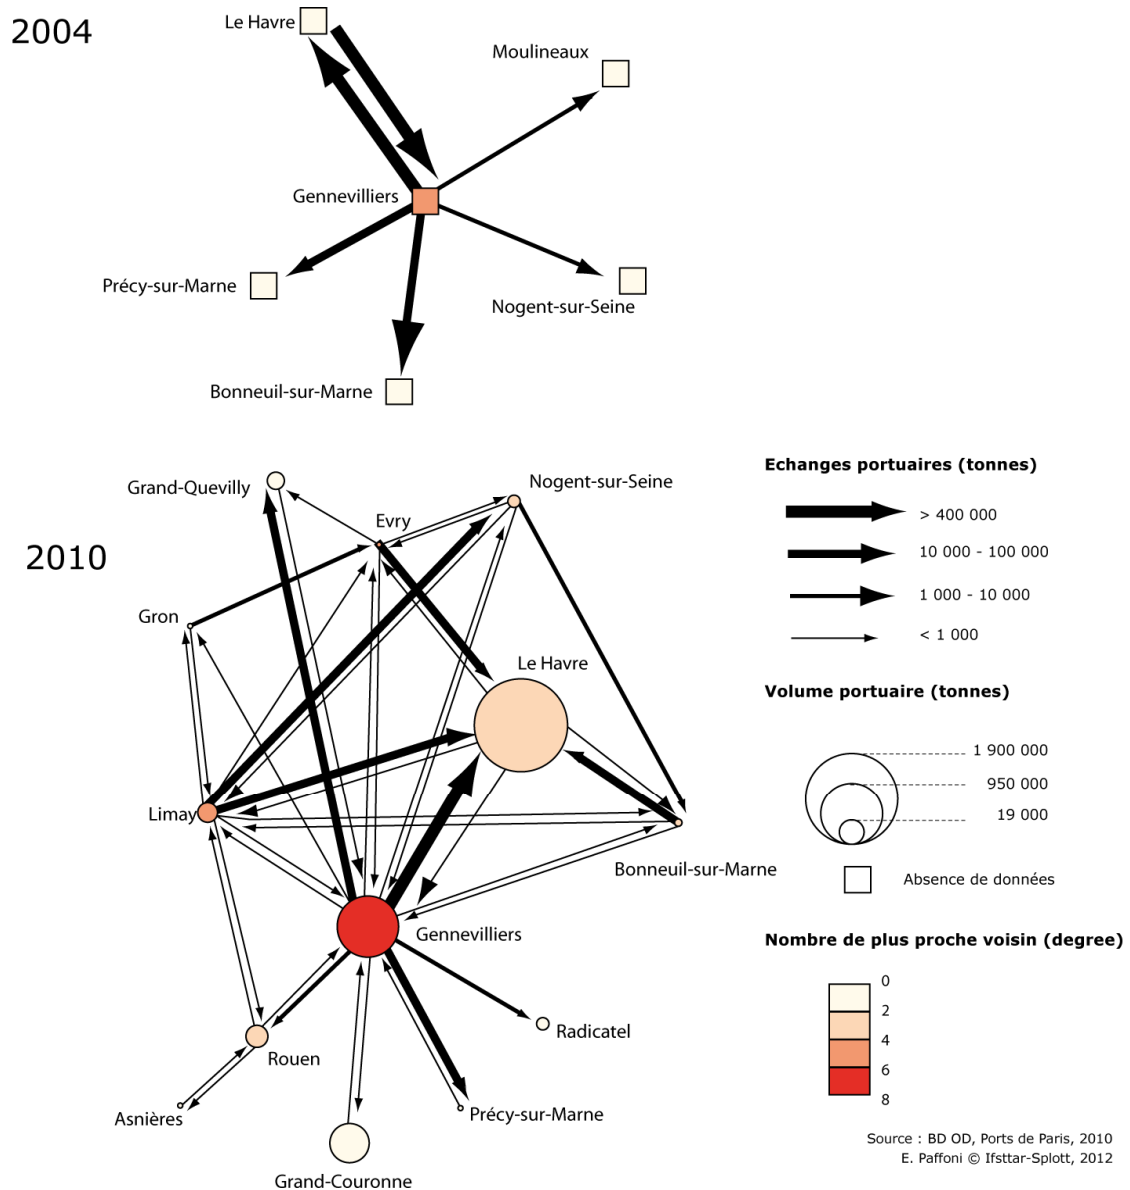 2004
Le Havre
Moulineaux
Gennevilliers
Précy-sur-Marne
Nogent-sur-Seine
Bonneuil-sur-Marne
2010
Grand-Quevilly
Nogent-sur-Seine
Evry
Gron
Le Havre
Limay
Bonneuil-sur-Marne
Gennevilliers
Radicatel
Rouen
Précy-sur-Marne
Asnières
Grand-Couronne
Echanges portuaires (tonnes)
> 400 000
10 000 - 100 000
1 000 - 10 000
< 1 000
Volume portuaire (tonnes)
1 900 000
950 000
19 000
Absence de données
Nombre de plus proche voisin (degree)
0
2
4
6
8
Source : BD OD, Ports de Paris, 2010
E. Paffoni © Ifsttar-Splott, 2012